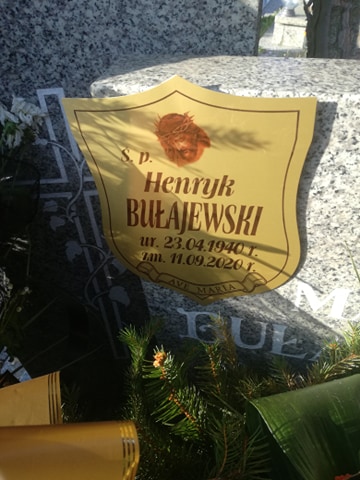 Ś. p.
Henryk
BUŁAJEWSKI
ur. 23.04.1940 r.
zm. 11.09.2020 r.
AVE MARIA